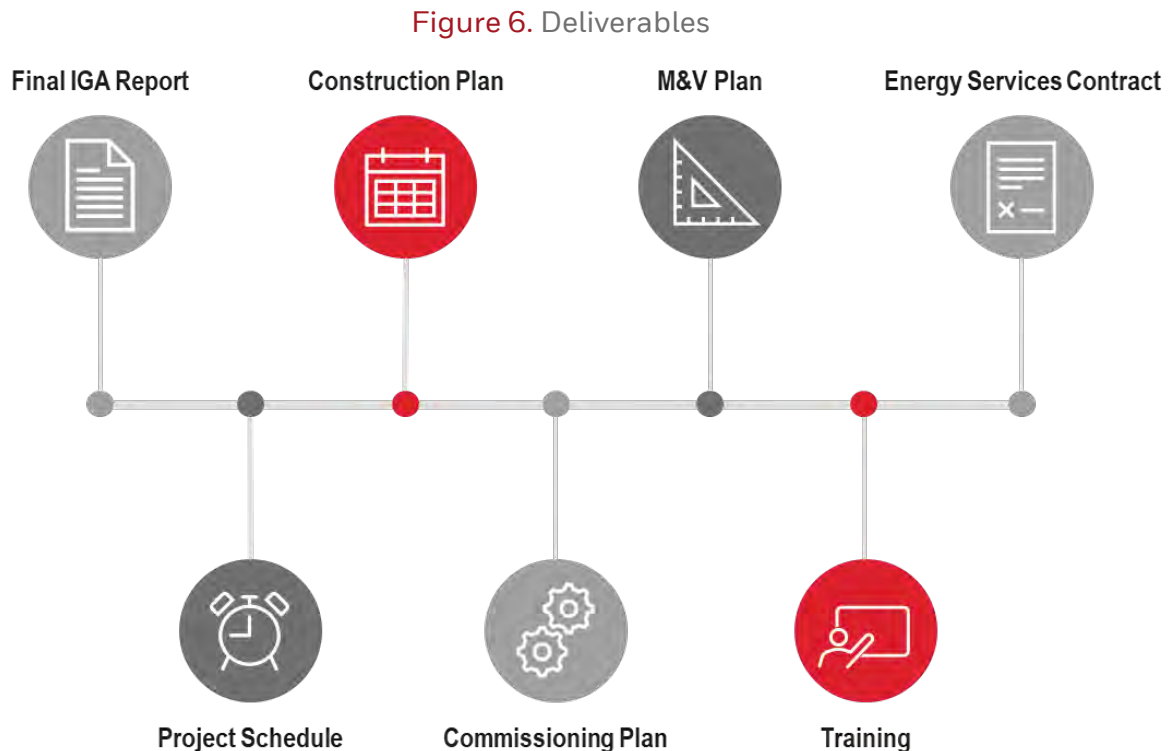 Figure 6. Deliverables
Final IGA Report
Construction Plan
M&V Plan
Energy Services Contract
Project Schedule
Commissioning Plan
Training